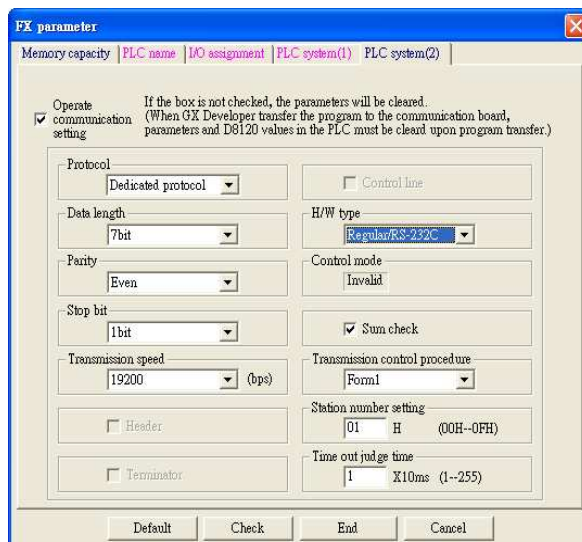 FX parameter
Memory capacity PLC name I/O assignment PLC system(1) PLC system(2)
Operate communication setting
If the box is not checked, the parameters will be cleared.
(When GX Developer transfer the program to the communication board,
parameters and D8120 values in the PLC must be cleard upon program transfer.)
Protocol
Dedicated protocol
Control line
Data length
7bit
H/W type
Regular/RS-232C
Parity
Even
Control mode
Invalid
Stop bit
1bit
Sum check
Transmission speed
19200 (bps)
Transmission control procedure
Form1
Header
Station number setting
01 H (00H--0FH)
Terminator
Time out judge time
1 X10ms (1--255)
Default Check End Cancel